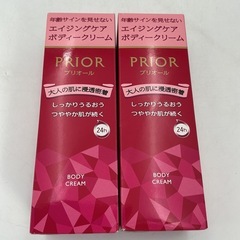 年齢サインを見せない
エイジングケア
ボディークリーム
PRIOR
プリオール
大人の肌に浸透密着
しっかりうるおう
つややか肌が続く
24h
BODY
CREAM
年齢サインを見せない
エイジングケア
ボディークリーム
PRIOR
プリオール
大人の肌に浸透密着
しっかりうるおう
つややか肌が続く
24h
BODY
CREAM